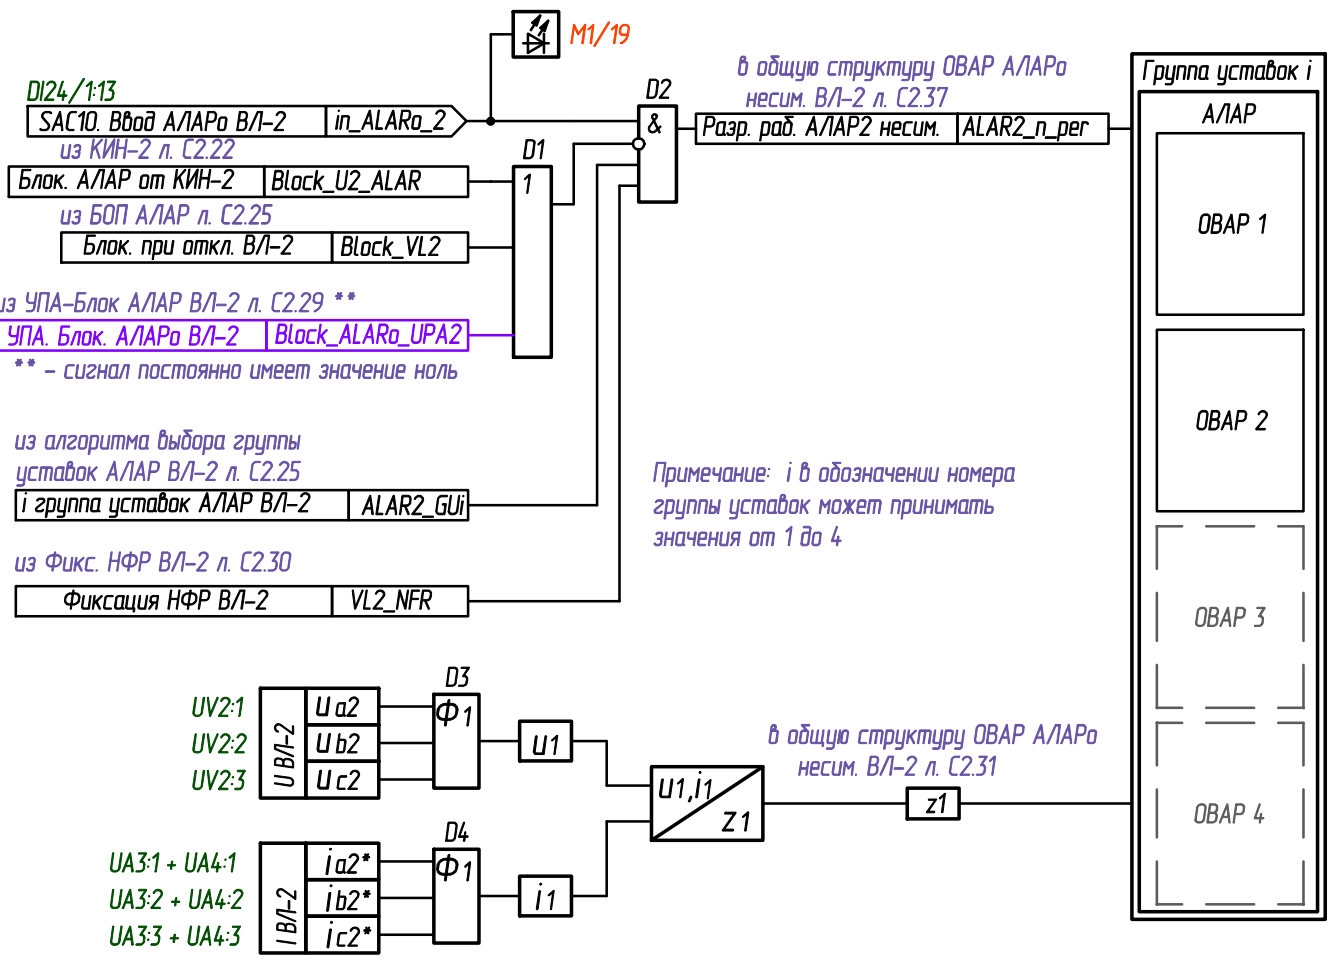 M1/19
DI24/1:13
SAC10. Ввод АЛАРо ВЛ-2 in_ALARo_2
из КИН-2 л. С2.22
Блок. АЛАР от КИН-2 Block_U2_ALAR
из БОП АЛАР л. С2.25
Блок. при откл. ВЛ-2 Block_VL2
из УПА-Блок АЛАР ВЛ-2 л. С2.29 **
УПА. Блок. АЛАРо ВЛ-2 Block_ALARo_UPA2
** - сигнал постоянно имеет значение ноль
D1
1
D2
&
в общую структуру ОВАР АЛАРо
несим. ВЛ-2 л. С2.37
Разр. раб. АЛАР2 несим. ALAR2_n_per
Группа уставок i
АЛАР
ОВАР 1
ОВАР 2
ОВАР 3
ОВАР 4
из алгоритма выбора группы
уставок АЛАР ВЛ-2 л. С2.25
i группа уставок АЛАР ВЛ-2 ALAR2_GUi
из Фикс. НФР ВЛ-2 л. С2.30
Фиксация НФР ВЛ-2 VL2_NFR
Примечание: i в обозначении номера
группы уставок может принимать
значения от 1 до 4
UV2:1
UV2:2
UV2:3
U ВЛ-2
U a2
U b2
U c2
D3
Ф1
u1
UA3:1 + UA4:1
UA3:2 + UA4:2
UA3:3 + UA4:3
I ВЛ-2
i a2*
i b2*
i c2*
D4
Ф1
i1
u1,i1
Z1
в общую структуру ОВАР АЛАРо
несим. ВЛ-2 л. С2.31
z1